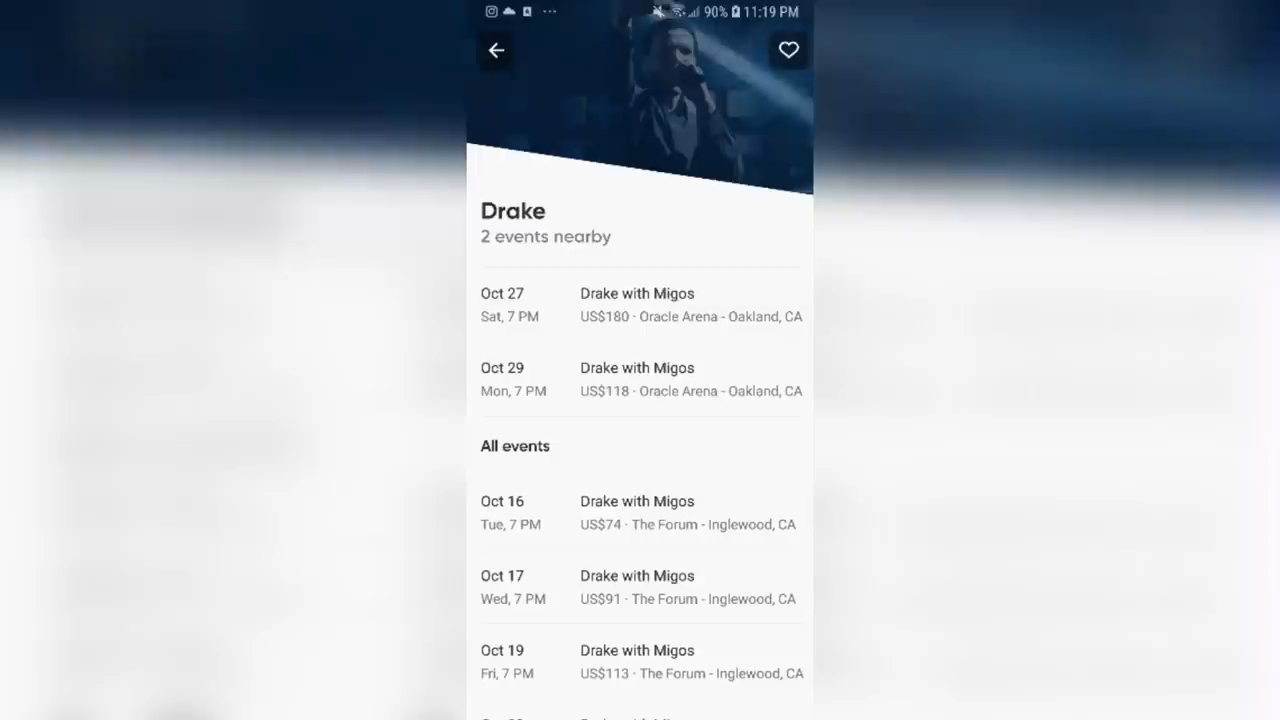 90% 11:19 PM
Drake
2 events nearby
Oct 27 Drake with Migos
Sat, 7 PM US$180 · Oracle Arena - Oakland, CA
Oct 29 Drake with Migos
Mon, 7 PM US$118 · Oracle Arena - Oakland, CA
All events
Oct 16 Drake with Migos
Tue, 7 PM US$74 · The Forum - Inglewood, CA
Oct 17 Drake with Migos
Wed, 7 PM US$91 · The Forum - Inglewood, CA
Oct 19 Drake with Migos
Fri, 7 PM US$113 · The Forum - Inglewood, CA